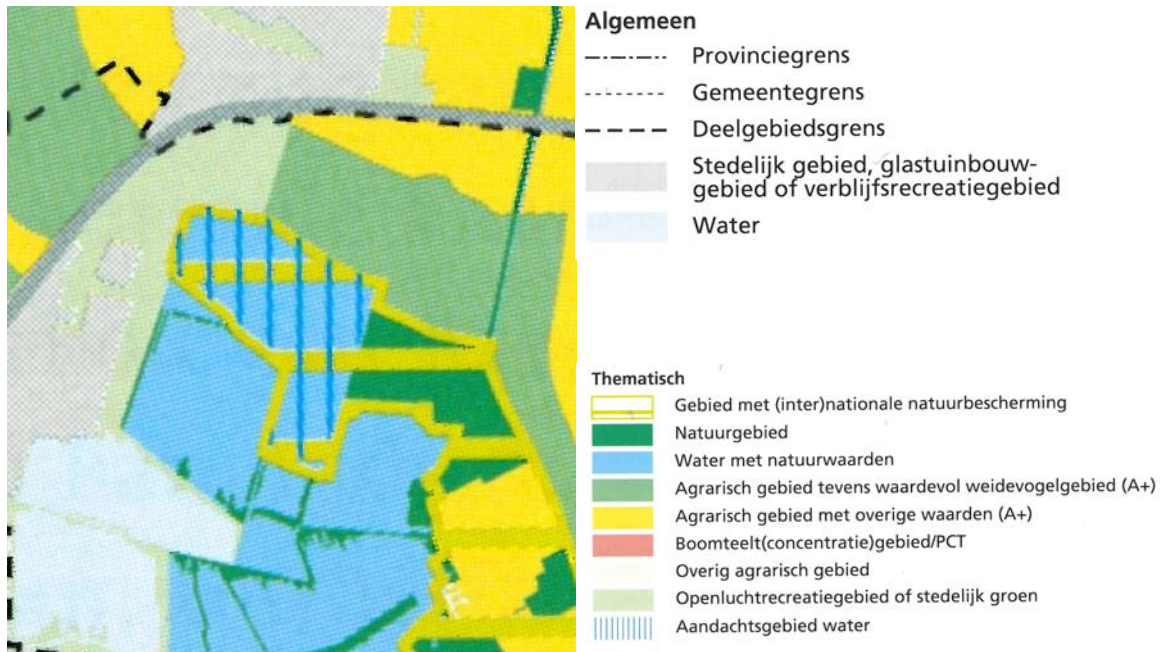 Algemeen
Provinciegrens
Gemeentegrens
Deelgebiedsgrens
Stedelijk gebied, glastuinbouw-
gebied of verblijfsrecreatiegebied
Water
Thematisch
Gebied met (inter)nationale natuurbescherming
Natuurgebied
Water met natuurwaarden
Agrarisch gebied tevens waardevol weidevogelgebied (A+)
Agrarisch gebied met overige waarden (A+)
Boomteelt(concentratie)gebied/PCT
Overig agrarisch gebied
Openluchtrecreatiegebied of stedelijk groen
Aandachtsgebied water